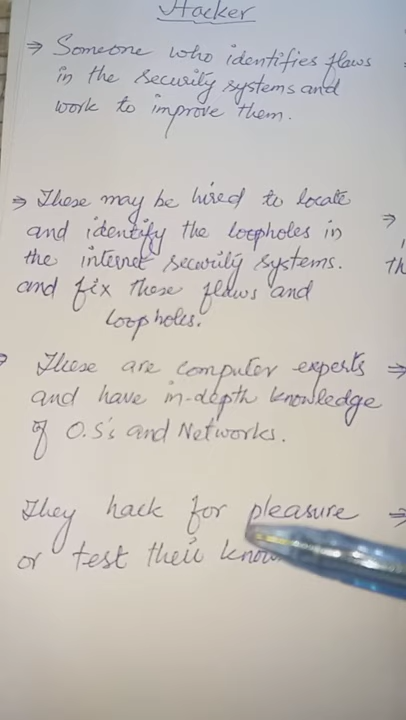 Hacker
⇒ Someone who identifies flaws
in the security systems and
work to improve them.
⇒ These may be hired to locate
and identify the loopholes in
the internet security systems.
and fix these flaws and
loopholes.
These are computer experts
and have in-depth knowledge
of O.S's and Networks.
They hack for pleasure
or test their
⇒
th
⇒
⇒